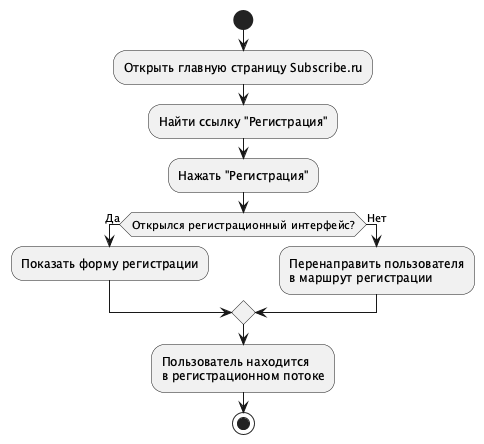 Открыть главную страницу Subscribe.ru
Найти ссылку "Регистрация"
Нажать "Регистрация"
Да
Открылся регистрационный интерфейс?
Нет
Показать форму регистрации
Перенаправить пользователя
в маршрут регистрации
Пользователь находится
в регистрационном потоке